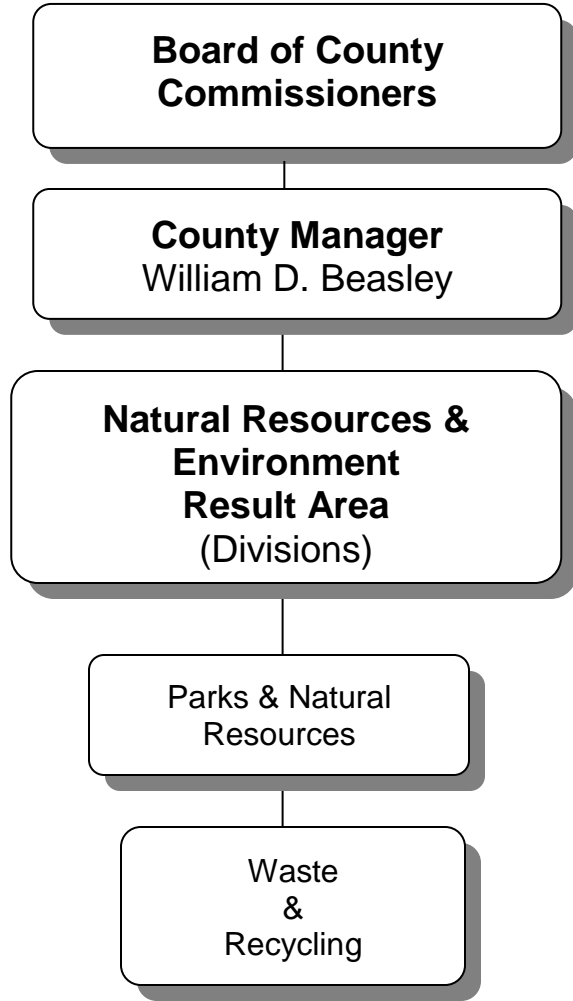 Board of County
Commissioners
County Manager
William D. Beasley
Natural Resources &
Environment
Result Area
(Divisions)
Parks & Natural
Resources
Waste
&
Recycling